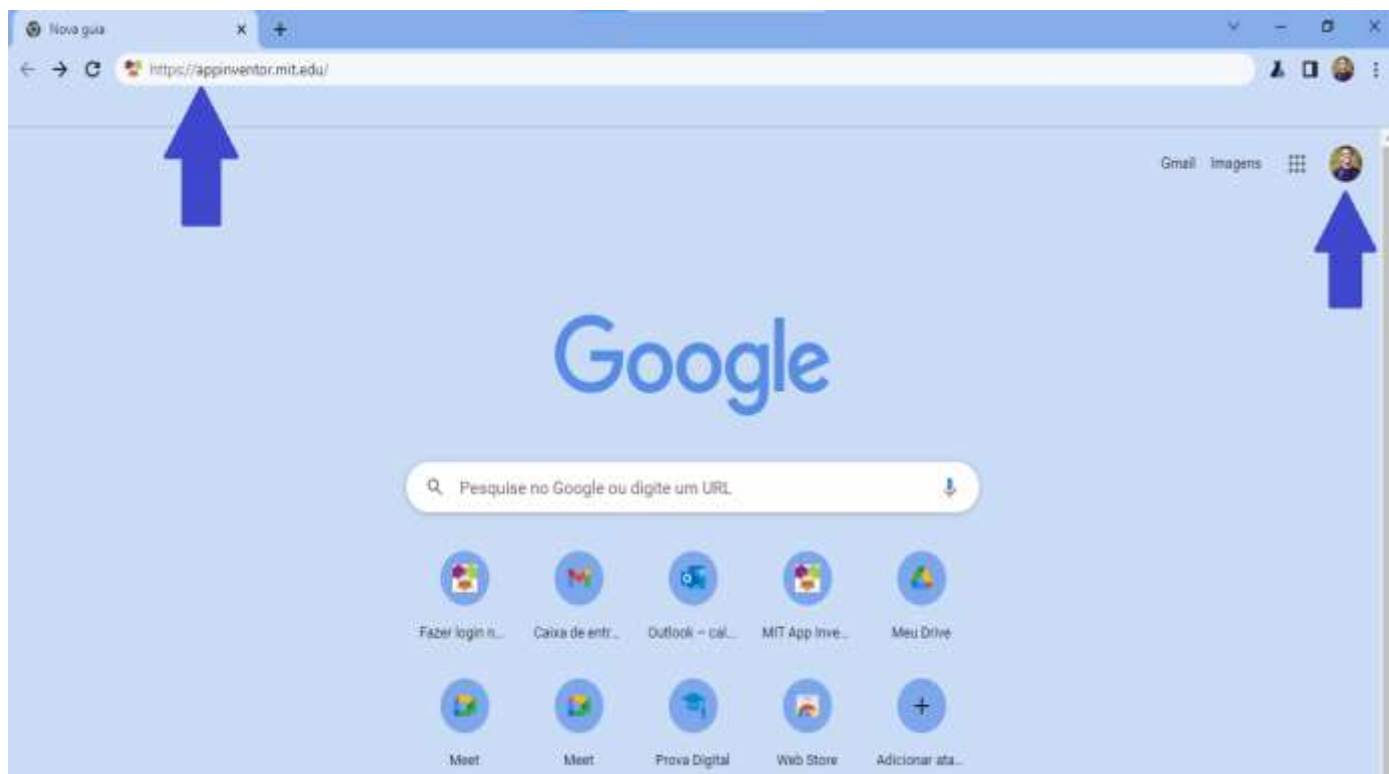 Nova guia
https://appinventor.mit.edu/
Gmail Imagens
Google
Pesquise no Google ou digite um URL
Fazer login n... Caixa de entr... Outlook – cai... MIT App Inve... Meu Drive
Meet Meet Prova Digital Web Store Adicionar ata...